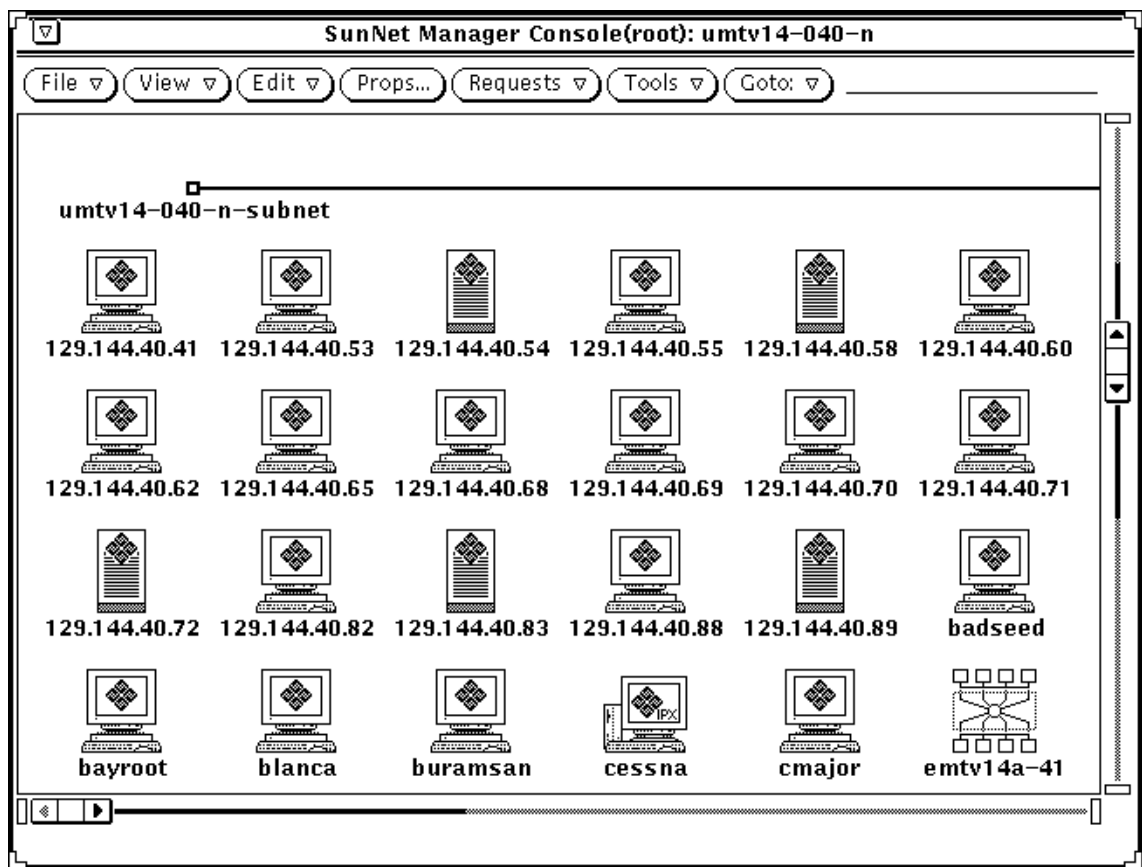 SunNet Manager Console(root): umtv14-040-n
File View Edit Props... Requests Tools Goto:
umtv14-040-n-subnet
129.144.40.41 129.144.40.53 129.144.40.54 129.144.40.55 129.144.40.58 129.144.40.60
129.144.40.62 129.144.40.65 129.144.40.68 129.144.40.69 129.144.40.70 129.144.40.71
129.144.40.72 129.144.40.82 129.144.40.83 129.144.40.88 129.144.40.89 badseed
IPX
bayroot blanca buramsan cessna cmajor emtv14a-41